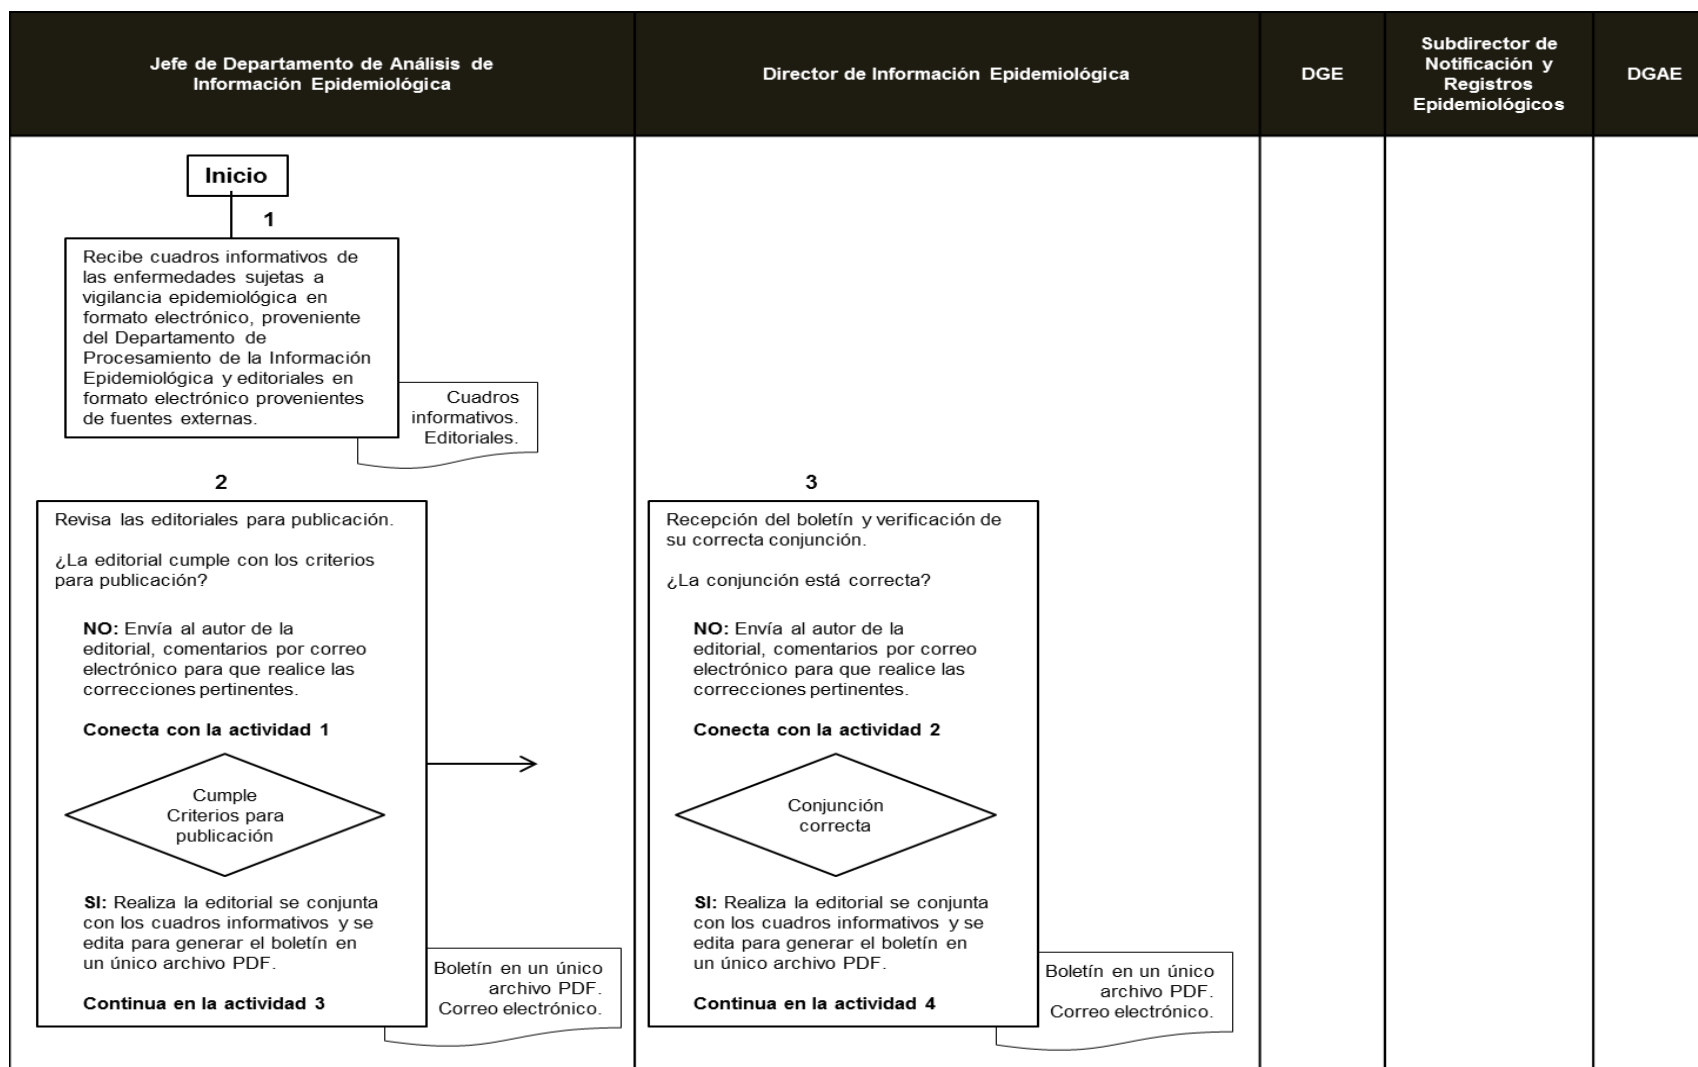 Jefe de Departamento de Análisis de
Información Epidemiológica
Director de Información Epidemiológica
DGE
Subdirector de
Notificación y
Registros
Epidemiológicos
DGAE
Inicio
1
Recibe cuadros informativos de
las enfermedades sujetas a
vigilancia epidemiológica en
formato electrónico, proveniente
del Departamento de
Procesamiento de la Información
Epidemiológica y editoriales en
formato electrónico provenientes
de fuentes externas.
Cuadros
informativos.
Editoriales.
2
Revisa las editoriales para publicación.
¿La editorial cumple con los criterios
para publicación?
NO: Envía al autor de la
editorial, comentarios por correo
electrónico para que realice las
correcciones pertinentes.
Conecta con la actividad 1
Cumple
Criterios para
publicación
SI: Realiza la editorial se conjunta
con los cuadros informativos y se
edita para generar el boletín en
un único archivo PDF.
Continua en la actividad 3
Boletín en un único
archivo PDF.
Correo electrónico.
3
Recepción del boletín y verificación de
su correcta conjunción.
¿La conjunción está correcta?
NO: Envía al autor de la
editorial, comentarios por correo
electrónico para que realice las
correcciones pertinentes.
Conecta con la actividad 2
Conjunción
correcta
SI: Realiza la editorial se conjunta
con los cuadros informativos y se
edita para generar el boletín en
un único archivo PDF.
Continua en la actividad 4
Boletín en un único
archivo PDF.
Correo electrónico.